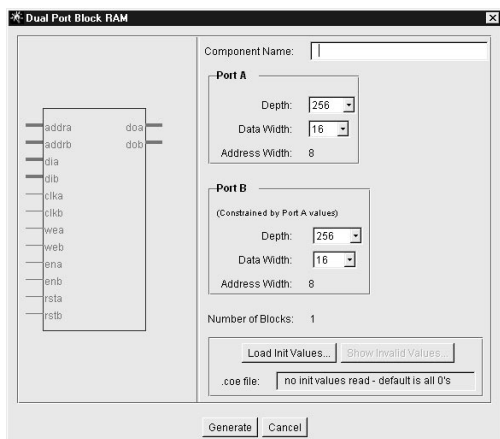 Dual Port Block RAM
Component Name:
Port A
Depth: 256
Data Width: 16
Address Width: 8
Port B
(Constrained by Port A values)
Depth: 256
Data Width: 16
Address Width: 8
Number of Blocks: 1
Load Init Values...
Show Invalid Values...
.coe file: no init values read - default is all 0's
addra doa
addrb dob
dia
dib
clka
clkb
wea
web
ena
enb
rsta
rstb
Generate Cancel